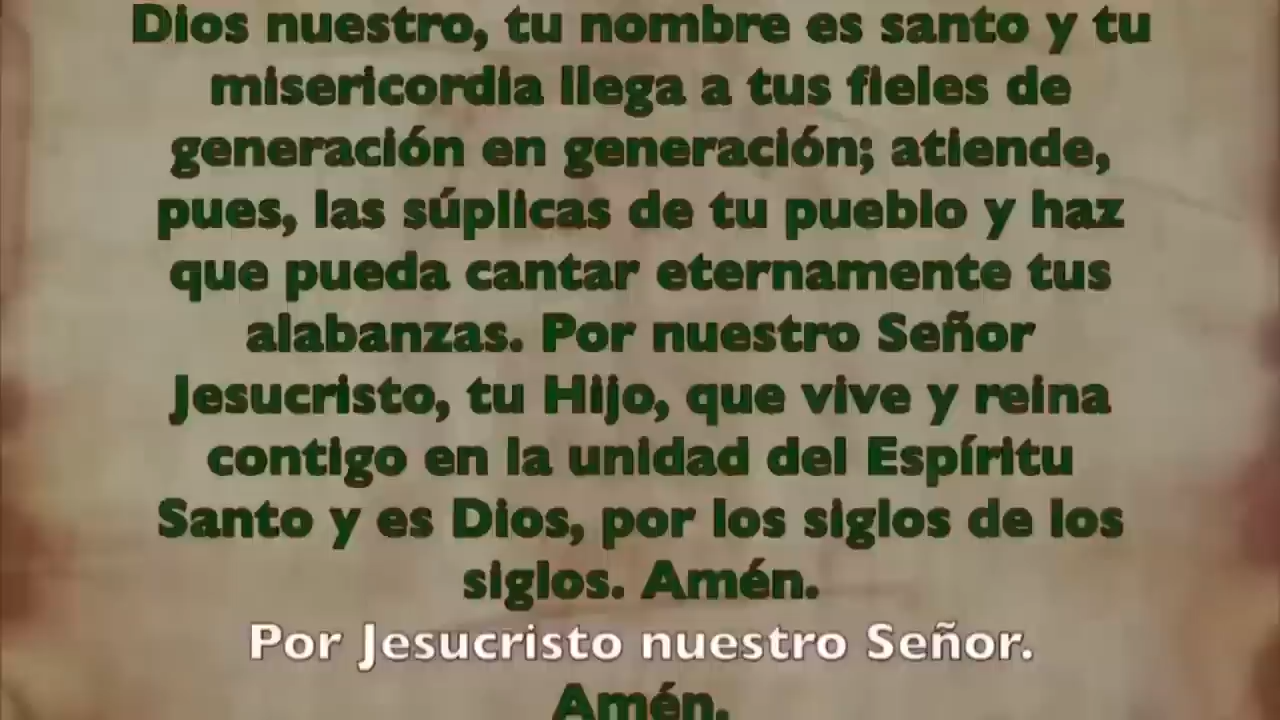 Dios nuestro, tu nombre es santo y tu
misericordia llega a tus fieles de
generación en generación; atiende,
pues, las súplicas de tu pueblo y haz
que pueda cantar eternamente tus
alabanzas. Por nuestro Señor
Jesucristo, tu Hijo, que vive y reina
contigo en la unidad del Espíritu
Santo y es Dios, por los siglos de los
siglos. Amén.
Por Jesucristo nuestro Señor.
Amén.